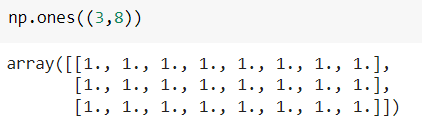 np.ones((3,8))
array([[1., 1., 1., 1., 1., 1., 1., 1.],
       [1., 1., 1., 1., 1., 1., 1., 1.],
       [1., 1., 1., 1., 1., 1., 1., 1.]])